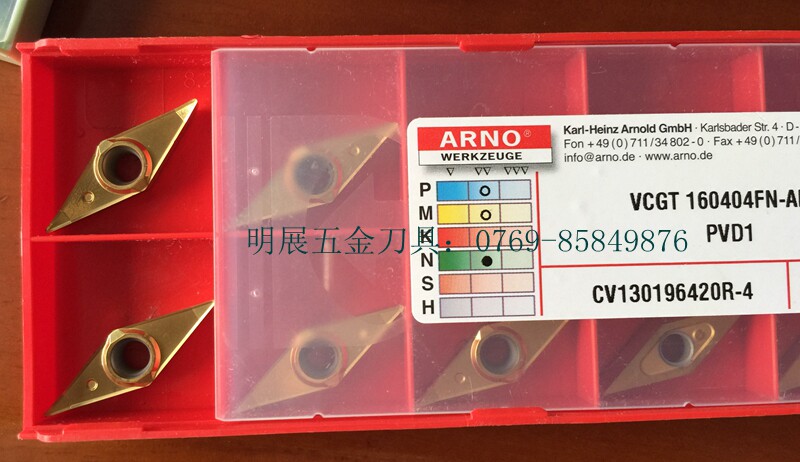 ARNO®
WERKZEUGE
Karl-Heinz Arnold GmbH · Karlsbader Str. 4 · D-
Fon +49 (0) 711/34 802-0 · Fax +49 (0) 711/3
info@arno.de · www.arno.de
P
M
K
N
S
H
VCGT 160404FN-AL
PVD1
明展五金刀具：0769-85849876
CV130196420R-4